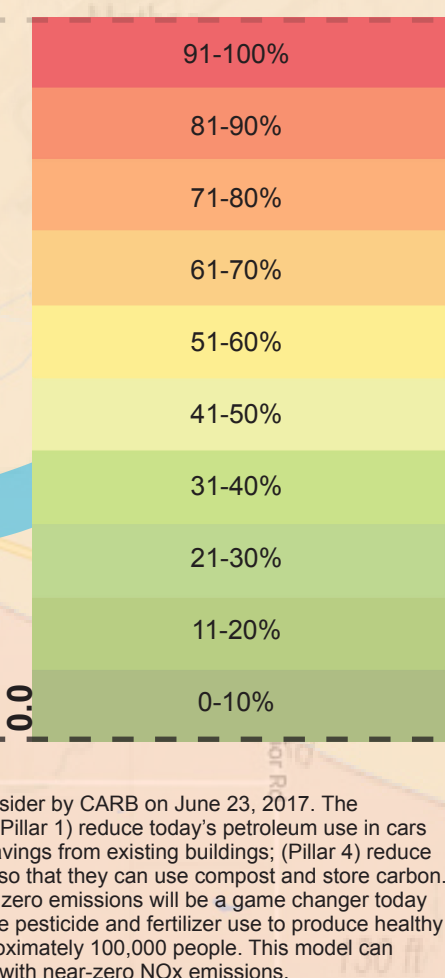 91-100%
81-90%
71-80%
61-70%
51-60%
41-50%
31-40%
21-30%
11-20%
0-10%
0.0
sider by CARB on June 23, 2017. The
Pillar 1) reduce today's petroleum use in cars
avings from existing buildings; (Pillar 4) reduce
so that they can use compost and store carbon.
zero emissions will be a game changer today
e pesticide and fertilizer use to produce healthy
oximately 100,000 people. This model can
with near-zero NOx emissions.
130 ft